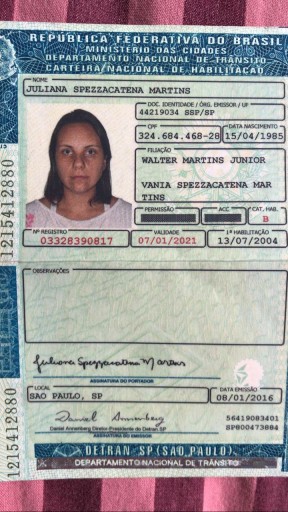 REPÚBLICA FEDERATIVA DO BRASIL
MINISTÉRIO DAS CIDADES
DEPARTAMENTO NACIONAL DE TRÂNSITO
CARTEIRA NACIONAL DE HABILITAÇÃO
NOME
JULIANA SPEZZACATENA MARTINS
DOC. IDENTIDADE / ÓRG. EMISSOR / UF
44219034 SSP/SP
CPF DATA NASCIMENTO
324.684.468-28 15/04/1985
FILIAÇÃO
WALTER MARTINS JUNIOR
VANIA SPEZZACATENA MAR
TINS
PERMISSÃO ACC CAT. HAB.
B
Nº REGISTRO VALIDADE 1ª HABILITAÇÃO
03328390817 07/01/2021 13/07/2004
1215412880
OBSERVAÇÕES
Juliana Spezzacatena Martins
ASSINATURA DO PORTADOR
LOCAL DATA EMISSÃO
SAO PAULO, SP 08/01/2016
Daniel Annenberg
Daniel Annenberg Diretor-Presidente do Detran-SP
ASSINATURA DO EMISSOR
56419083401
SP800473884
1215412880
DETRAN-SP (SÃO PAULO)
DEPARTAMENTO NACIONAL DE TRÂNSITO